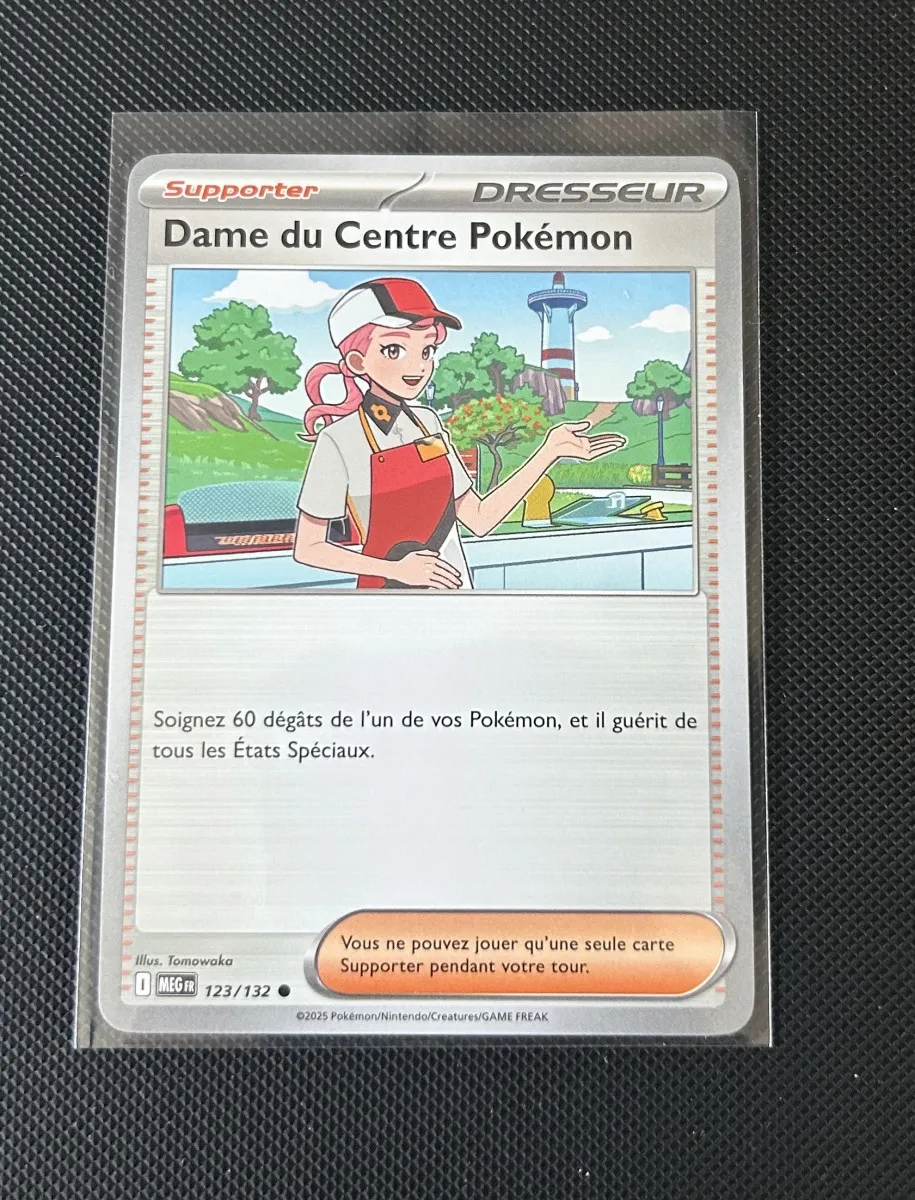 Supporter
DRESSEUR
Dame du Centre Pokémon
Soignez 60 dégâts de l'un de vos Pokémon, et il guérit de
tous les États Spéciaux.
Vous ne pouvez jouer qu'une seule carte
Supporter pendant votre tour.
Illus. Tomowaka
I MEG FR 123/132
©2025 Pokémon/Nintendo/Creatures/GAME FREAK